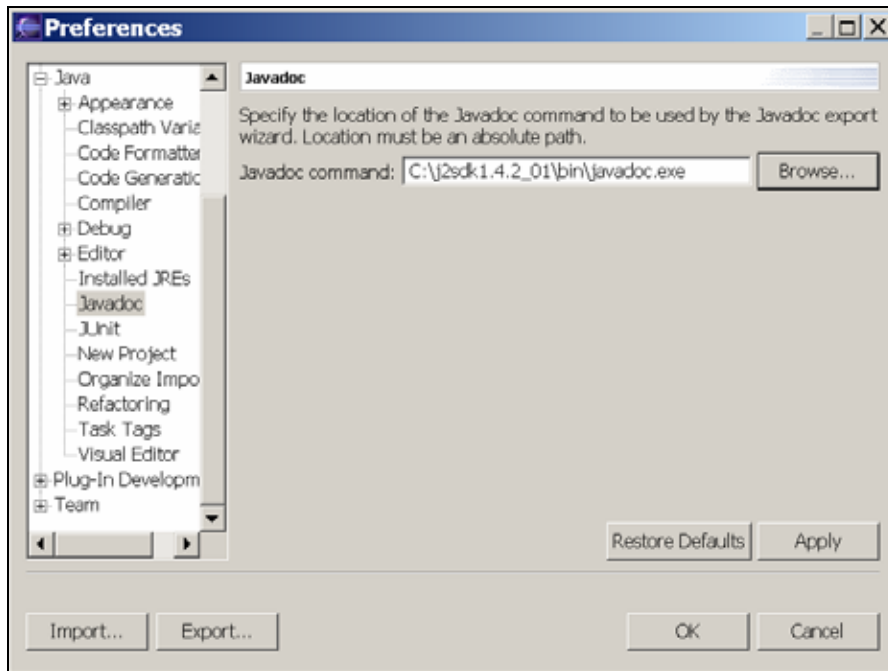 Preferences
Java
Appearance
Classpath Varia
Code Formatter
Code Generatio
Compiler
Debug
Editor
Installed JREs
Javadoc
JUnit
New Project
Organize Impo
Refactoring
Task Tags
Visual Editor
Plug-In Developm
Team
Javadoc
Specify the location of the Javadoc command to be used by the Javadoc export
wizard. Location must be an absolute path.
Javadoc command: C:\j2sdk1.4.2_01\bin\javadoc.exe Browse...
Restore Defaults Apply
Import... Export... OK Cancel